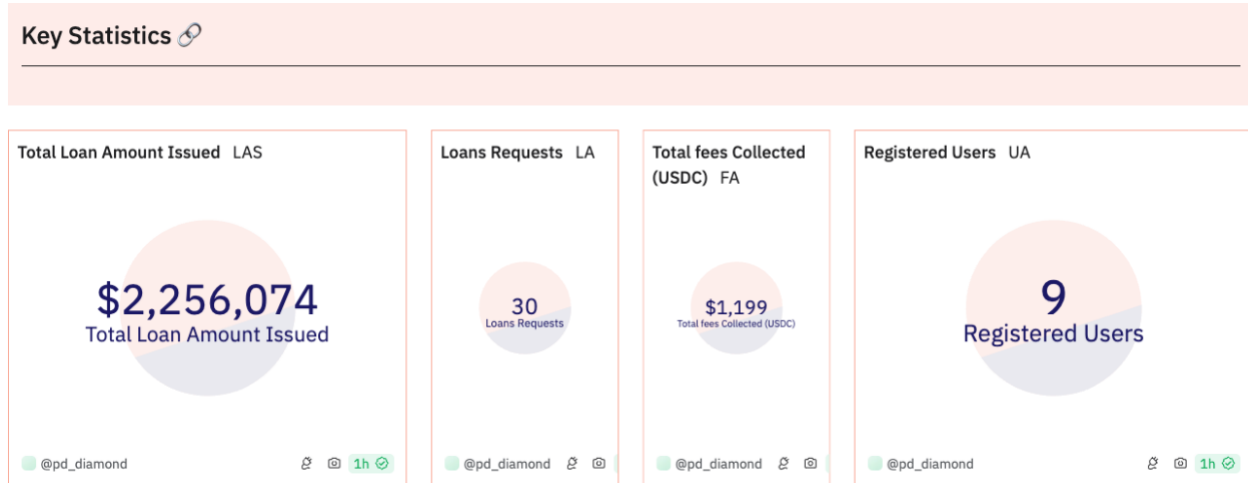 Key Statistics 🔗
Total Loan Amount Issued LAS
$2,256,074
Total Loan Amount Issued
@pd_diamond
1h
Loans Requests LA
30
Loans Requests
@pd_diamond
Total fees Collected
(USDC) FA
$1,199
Total fees Collected (USDC)
@pd_diamond
Registered Users UA
9
Registered Users
@pd_diamond
1h